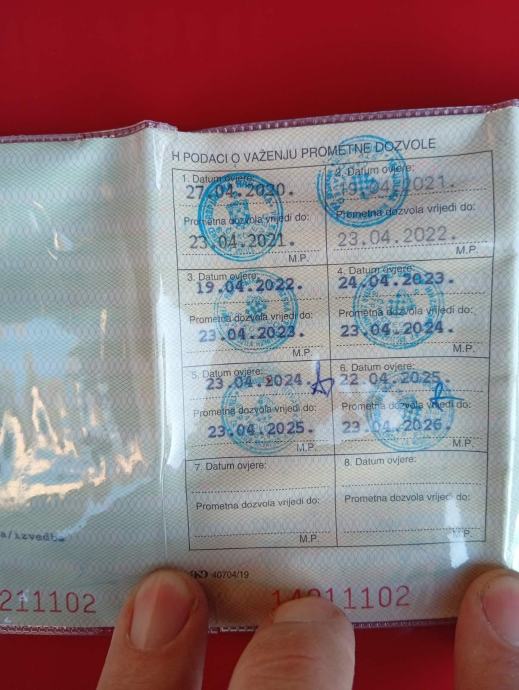 H PODACI O VAŽENJU PROMETNE DOZVOLE
1. Datum ovjere:
27.04.2020.
Prometna dozvola vrijedi do:
23.04.2021.
M.P.
2. Datum ovjere:
19.04.2021.
Prometna dozvola vrijedi do:
23.04.2022.
M.P.
3. Datum ovjere:
19.04.2022.
Prometna dozvola vrijedi do:
23.04.2023.
M.P.
4. Datum ovjere:
24.04.2023.
Prometna dozvola vrijedi do:
23.04.2024.
M.P.
5. Datum ovjere:
23.04.2024.
Prometna dozvola vrijedi do:
23.04.2025.
M.P.
6. Datum ovjere:
22.04.2025
Prometna dozvola vrijedi do:
23.04.2026.
M.P.
7. Datum ovjere:
Prometna dozvola vrijedi do:
M.P.
8. Datum ovjere:
Prometna dozvola vrijedi do:
M.P.
a/izvedba
40704/19
211102
11102